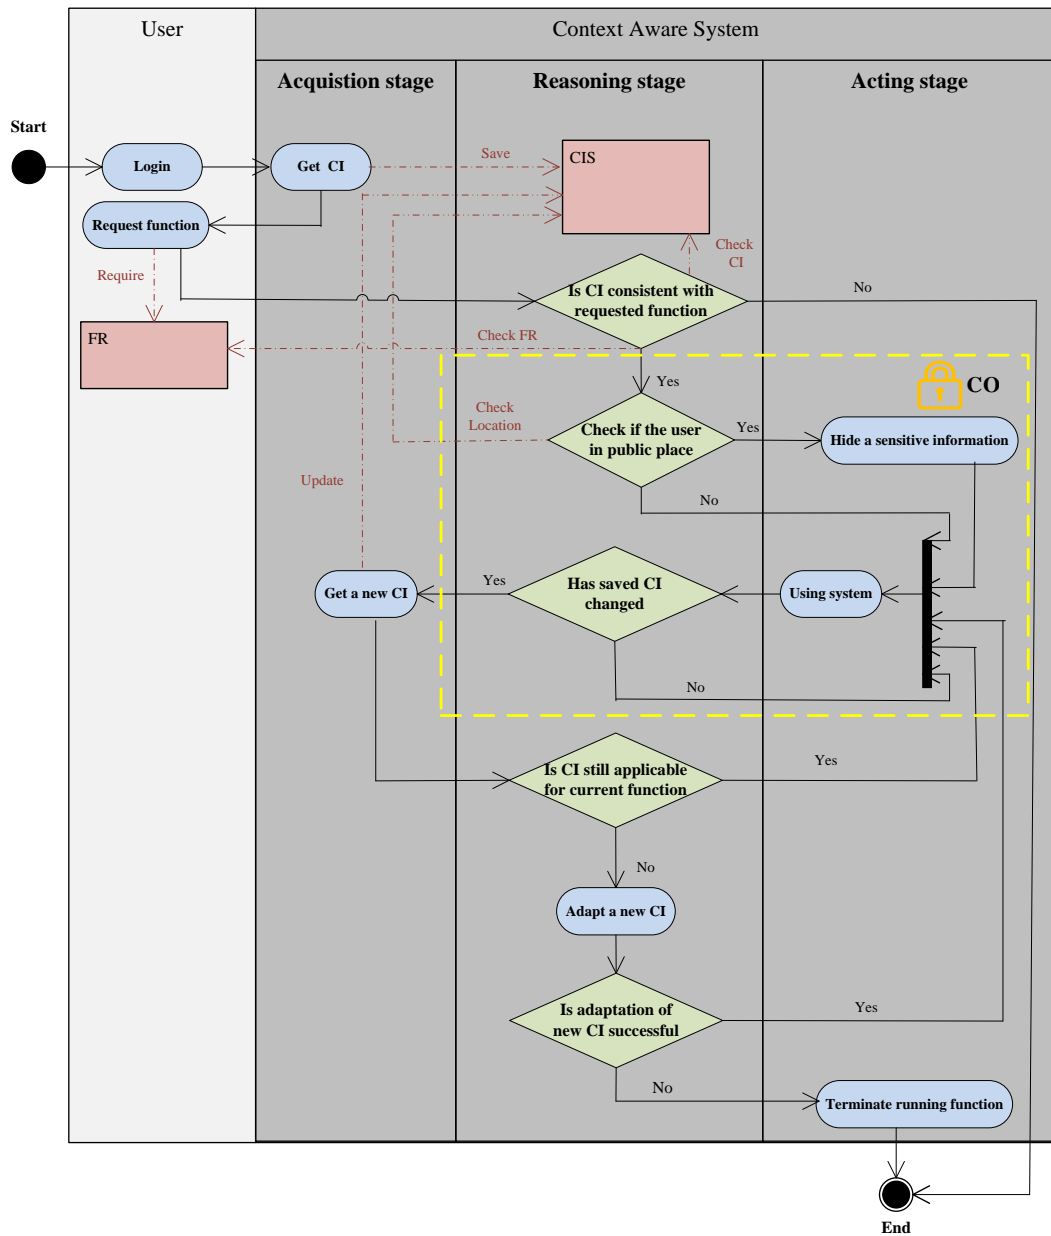 User
Context Aware System
Acquistion stage
Reasoning stage
Acting stage
Start
Login
Get CI
Save
CIS
Request function
Check
CI
Require
Is CI consistent with
requested function
No
FR
Check FR
Yes
CO
Check
Location
Check if the user
in public place
Yes
Hide a sensitive information
Update
No
Get a new CI
Yes
Has saved CI
changed
Using system
No
Is CI still applicable
for current function
Yes
No
Adapt a new CI
Is adaptation of
new CI successful
Yes
No
Terminate running function
End